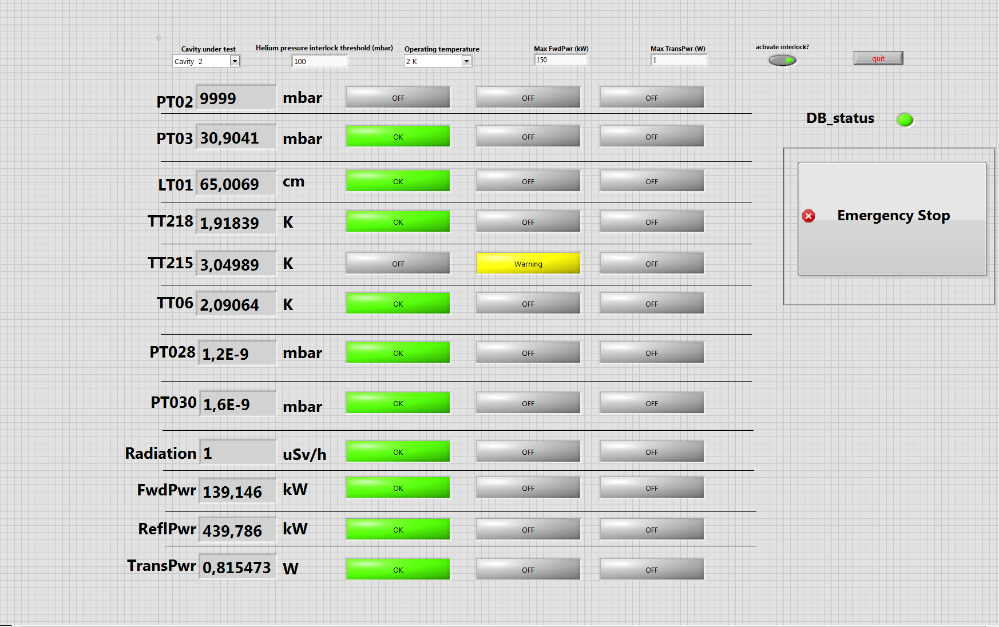 Cavity under test
Helium pressure interlock threshold (mbar)
Operating temperature
Max FwdPwr (kW)
Max TransPwr (W)
activate interlock?
Cavity 2
100
2 K
150
1
quit
PT02 9999 mbar OFF OFF OFF
DB_status
PT03 30,9041 mbar OK OFF OFF
LT01 65,0069 cm OK OFF OFF
TT218 1,91839 K OK OFF OFF
Emergency Stop
TT215 3,04989 K OFF Warning OFF
TT06 2,09064 K OK OFF OFF
PT028 1,2E-9 mbar OK OFF OFF
PT030 1,6E-9 mbar OK OFF OFF
Radiation 1 uSv/h OK OFF OFF
FwdPwr 139,146 kW OK OFF OFF
ReflPwr 439,786 kW OK OFF OFF
TransPwr 0,815473 W OK OFF OFF